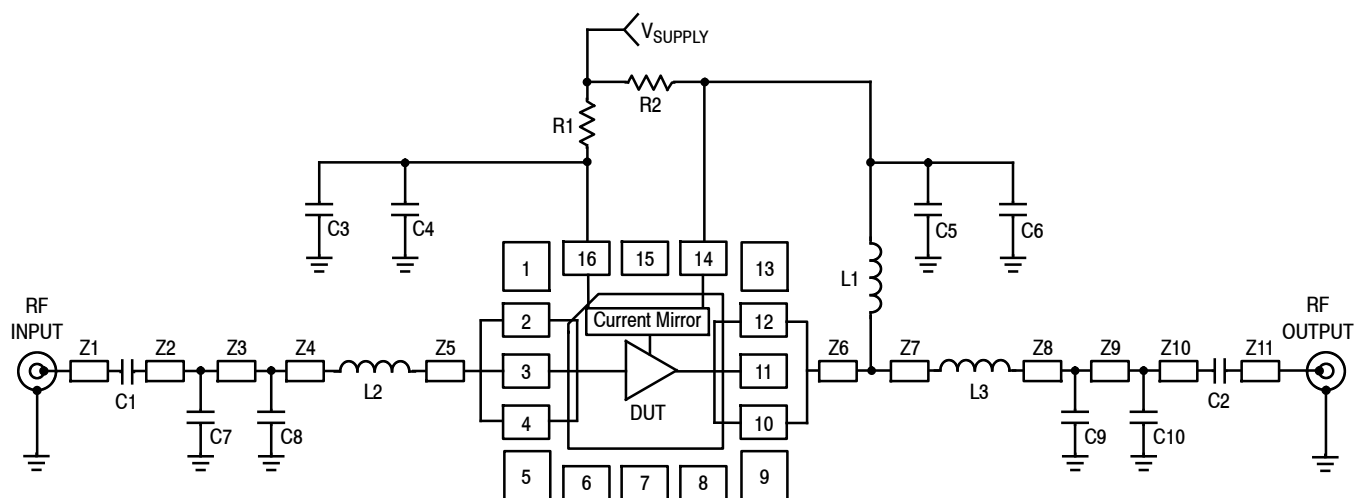 VSUPPLY
R2
R1
C3
C4
C5
C6
1
16
15
14
13
L1
RF
INPUT
RF
OUTPUT
2
Current Mirror
12
Z1
Z2
Z3
Z4
Z5
3
11
Z6
Z7
Z8
Z9
Z10
Z11
C1
L2
L3
C2
DUT
4
10
C7
C8
C9
C10
5
6
7
8
9